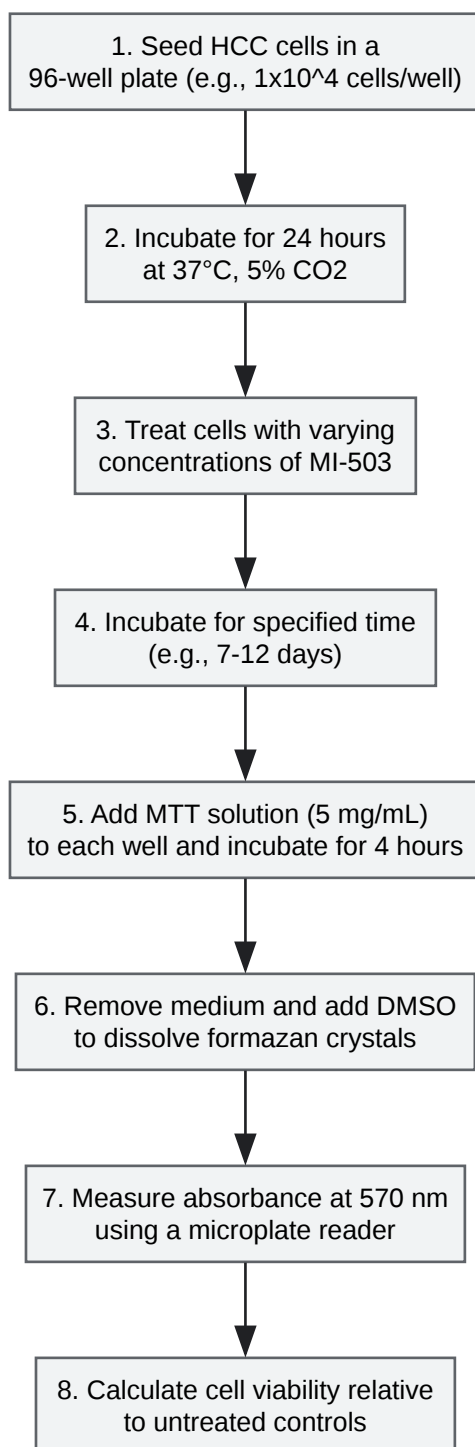 1. Seed HCC cells in a
96-well plate (e.g., 1x10^4 cells/well)
2. Incubate for 24 hours
at 37°C, 5% CO2
3. Treat cells with varying
concentrations of MI-503
4. Incubate for specified time
(e.g., 7-12 days)
5. Add MTT solution (5 mg/mL)
to each well and incubate for 4 hours
6. Remove medium and add DMSO
to dissolve formazan crystals
7. Measure absorbance at 570 nm
using a microplate reader
8. Calculate cell viability relative
to untreated controls